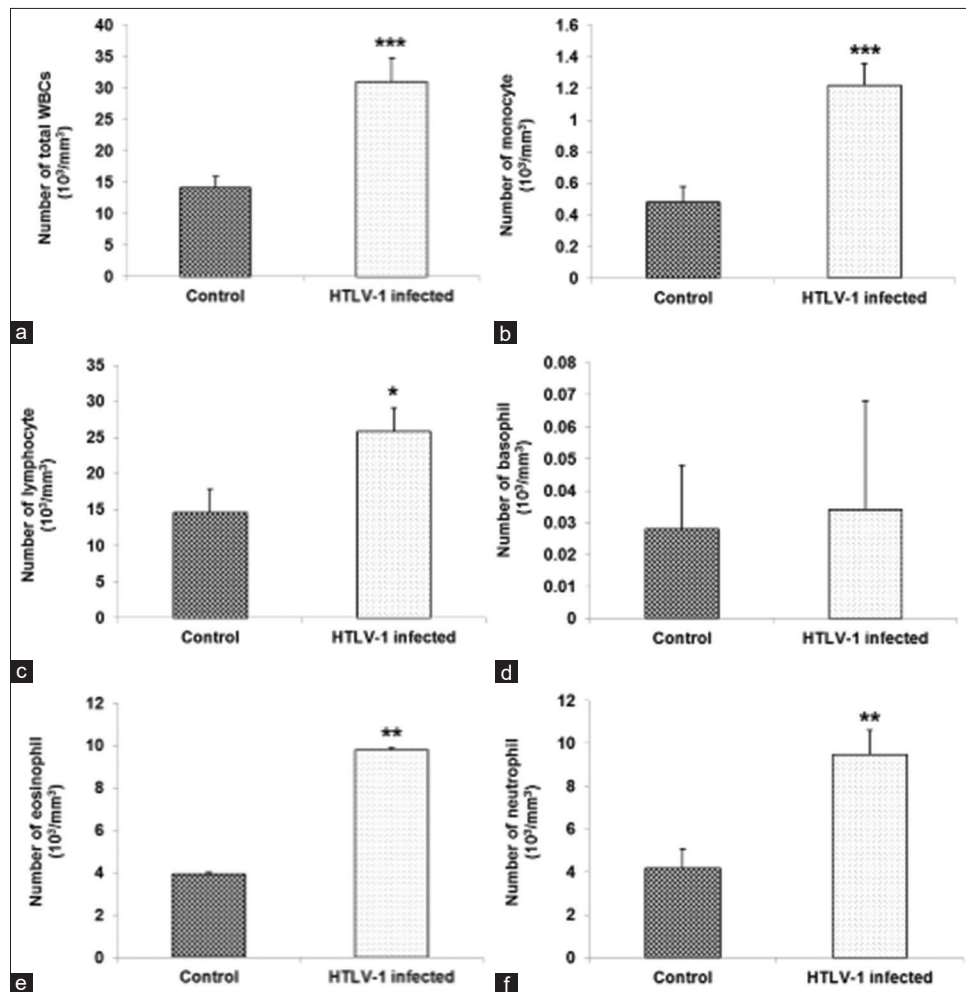 Number of total WBCs
(10³/mm³)
40
35
30
25
20
15
10
5
0
***
Control
HTLV-1 infected
a
Number of monocyte
(10³/mm³)
1.6
1.4
1.2
1
0.8
0.6
0.4
0.2
0
***
Control
HTLV-1 infected
b
Number of lymphocyte
(10³/mm³)
35
30
25
20
15
10
5
0
*
Control
HTLV-1 infected
c
Number of basophil
(10³/mm³)
0.08
0.07
0.06
0.05
0.04
0.03
0.02
0.01
0
Control
HTLV-1 infected
d
Number of eosinophil
(10³/mm³)
12
10
8
6
4
2
0
**
Control
HTLV-1 infected
e
Number of neutrophil
(10³/mm³)
12
10
8
6
4
2
0
**
Control
HTLV-1 infected
f